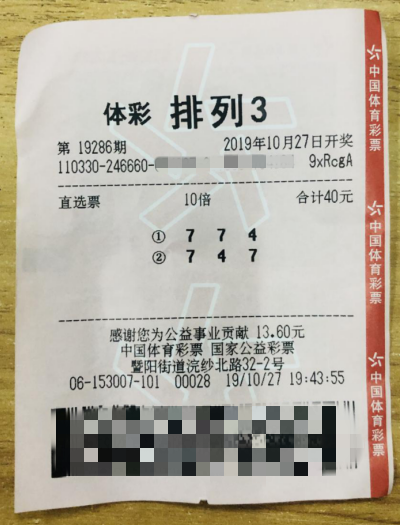 体彩 排列3
第 19286期 2019年10月27日开奖
110330-246660- 9xRcgA
直选票 10倍 合计40元
① 7 7 4
② 7 4 7
感谢您为公益事业贡献 13.60元
中国体育彩票 国家公益彩票
暨阳街道浣纱北路32-2号
06-153007-101 00028 19/10/27 19:43:55
中国体育彩票
中国体育彩票
中国体育彩票